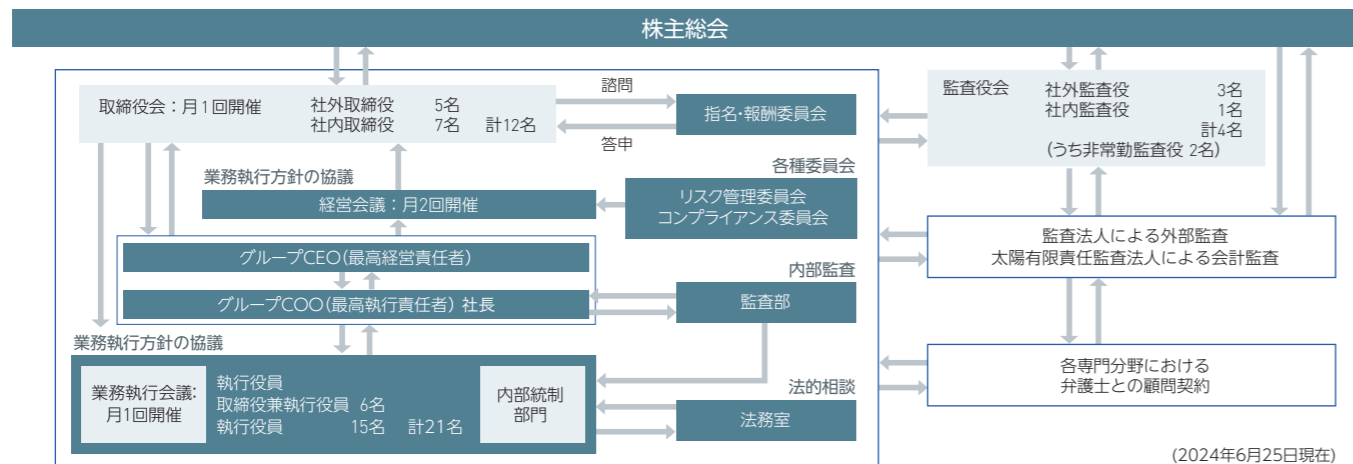 株主総会
取締役会：月1回開催
社外取締役 5名
社内取締役 7名 計12名
諮問
答申
指名・報酬委員会
監査役会
社外監査役 3名
社内監査役 1名
計4名
(うち非常勤監査役 2名)
業務執行方針の協議
経営会議：月2回開催
各種委員会
リスク管理委員会
コンプライアンス委員会
グループCEO(最高経営責任者)
グループCOO(最高執行責任者) 社長
内部監査
監査部
監査法人による外部監査
太陽有限責任監査法人による会計監査
業務執行方針の協議
業務執行会議:
月1回開催
執行役員
取締役兼執行役員 6名
執行役員 15名 計21名
内部統制
部門
法的相談
法務室
各専門分野における
弁護士との顧問契約
(2024年6月25日現在)